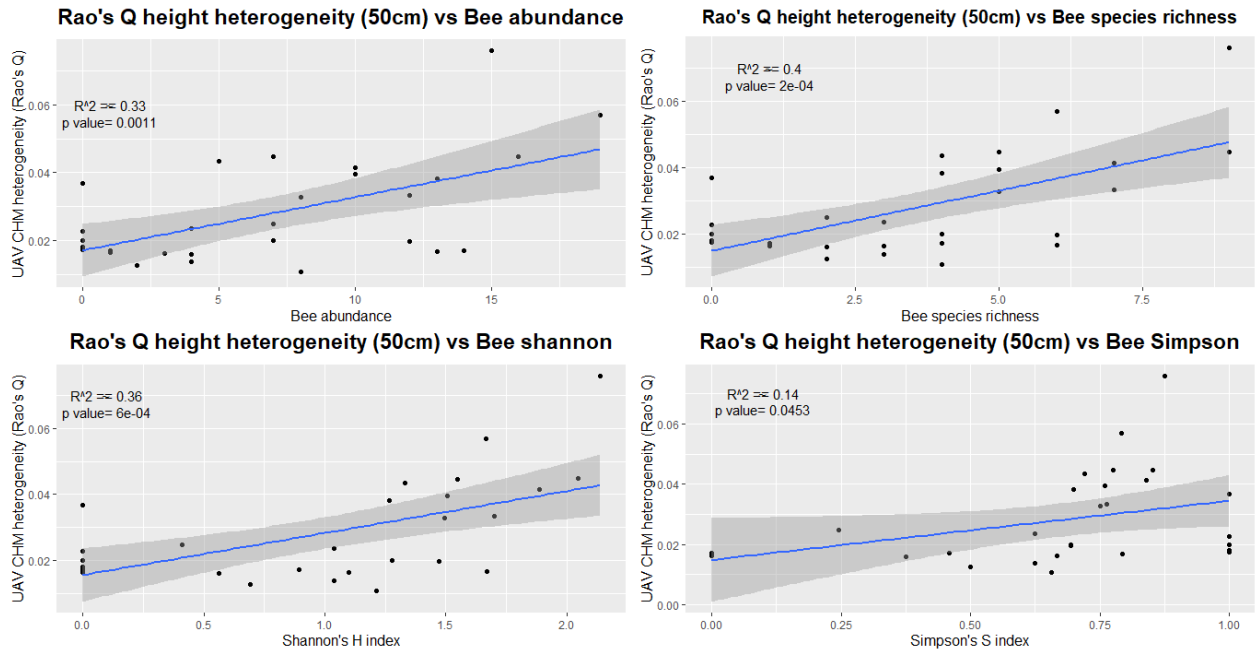 Rao's Q height heterogeneity (50cm) vs Bee abundance
UAV CHM heterogeneity (Rao's Q)
0.06
0.04
0.02
R^2 == 0.33
p value= 0.0011
0
5
10
15
Bee abundance
Rao's Q height heterogeneity (50cm) vs Bee species richness
UAV CHM heterogeneity (Rao's Q)
0.06
0.04
0.02
R^2 == 0.4
p value= 2e-04
0.0
2.5
5.0
7.5
Bee species richness
Rao's Q height heterogeneity (50cm) vs Bee shannon
UAV CHM heterogeneity (Rao's Q)
0.06
0.04
0.02
R^2 == 0.36
p value= 6e-04
0.0
0.5
1.0
1.5
2.0
Shannon's H index
Rao's Q height heterogeneity (50cm) vs Bee Simpson
UAV CHM heterogeneity (Rao's Q)
0.06
0.04
0.02
0.00
R^2 == 0.14
p value= 0.0453
0.00
0.25
0.50
0.75
1.00
Simpson's S index